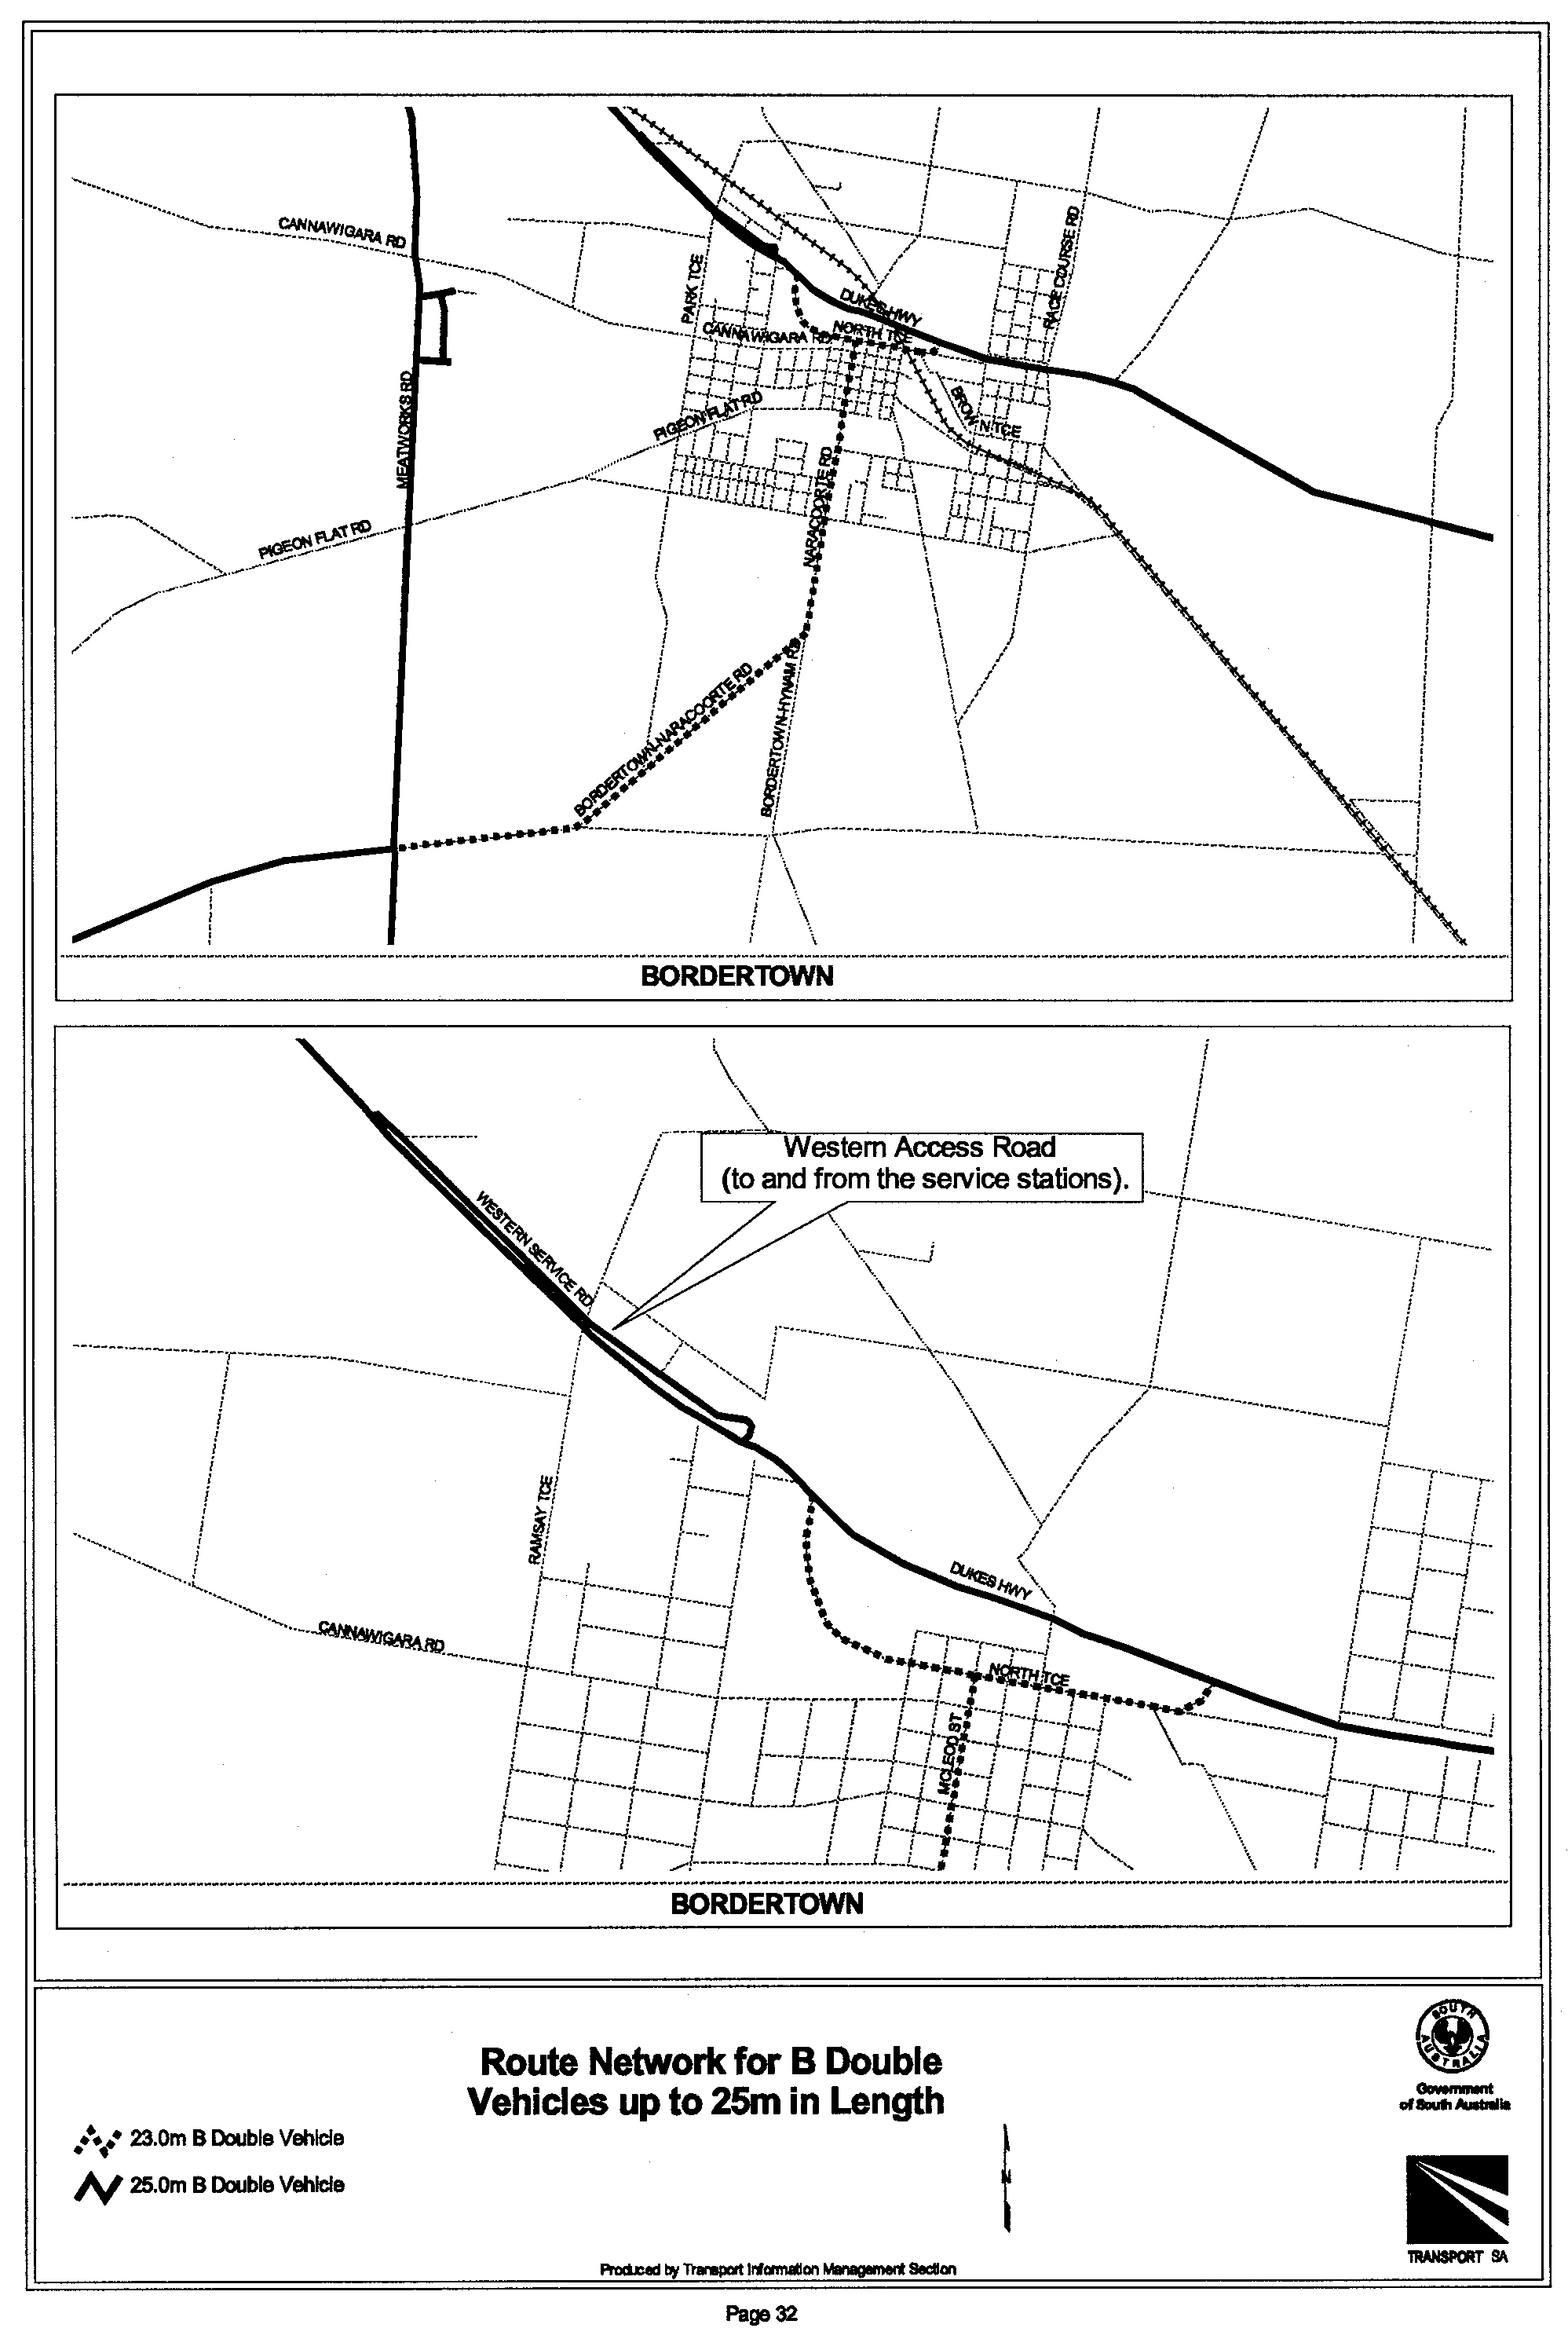 CANNAWIGARA RD
PARK TCE
RACE COURSE RD
DUKES HWY
NORTH TCE
CANNAWIGARA RD
MEATWORKS RD
PIGEON FLAT RD
BROWN TCE
NARACOORTE RD
PIGEON FLAT RD
BORDERTOWN-NARACOORTE RD
BORDERTOWN-HYNAM RD
BORDERTOWN
Western Access Road
(to and from the service stations).
WESTERN SERVICE RD
RAMSAY TCE
DUKES HWY
CANNAWIGARA RD
NORTH TCE
MCLEOD ST
BORDERTOWN
Route Network for B Double
Vehicles up to 25m in Length
23.0m B Double Vehicle
25.0m B Double Vehicle
N
SOUTH
AUSTRALIA
Government
of South Australia
TRANSPORT SA
Produced by Transport Information Management Section
Page 32